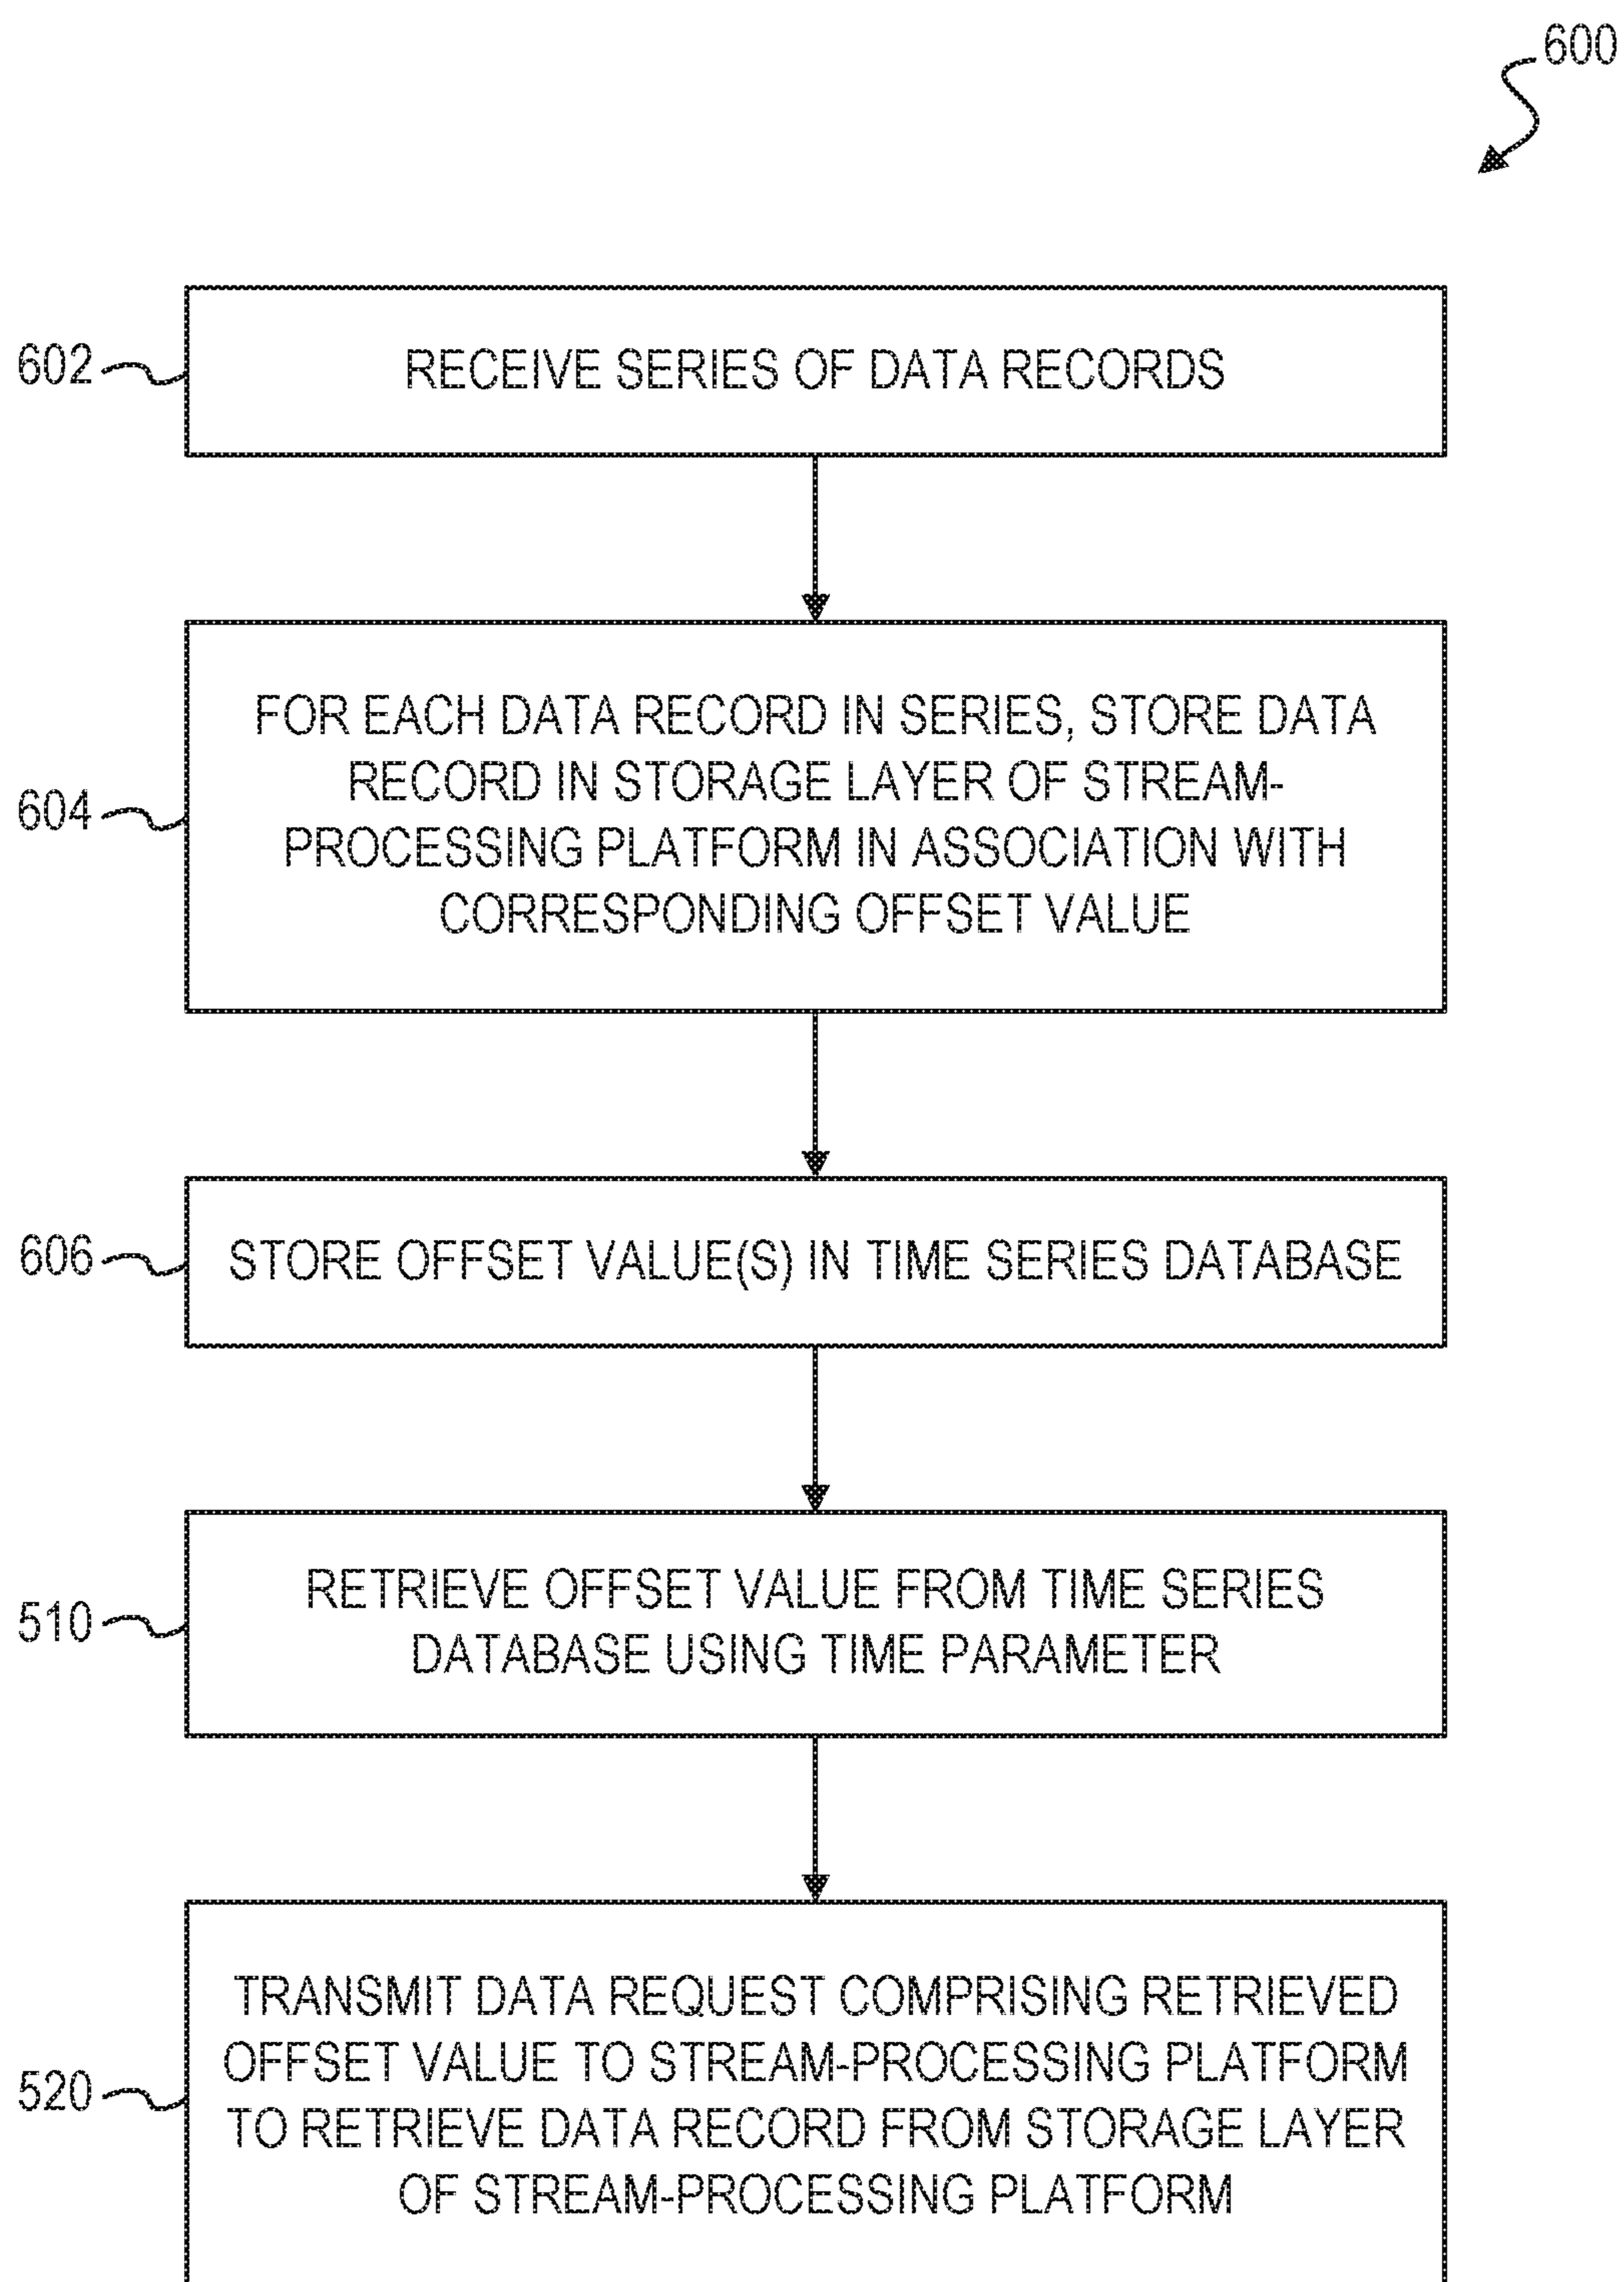 600
602
RECEIVE SERIES OF DATA RECORDS
604
FOR EACH DATA RECORD IN SERIES, STORE DATA
RECORD IN STORAGE LAYER OF STREAM-
PROCESSING PLATFORM IN ASSOCIATION WITH
CORRESPONDING OFFSET VALUE
606
STORE OFFSET VALUE(S) IN TIME SERIES DATABASE
510
RETRIEVE OFFSET VALUE FROM TIME SERIES
DATABASE USING TIME PARAMETER
520
TRANSMIT DATA REQUEST COMPRISING RETRIEVED
OFFSET VALUE TO STREAM-PROCESSING PLATFORM
TO RETRIEVE DATA RECORD FROM STORAGE LAYER
OF STREAM-PROCESSING PLATFORM